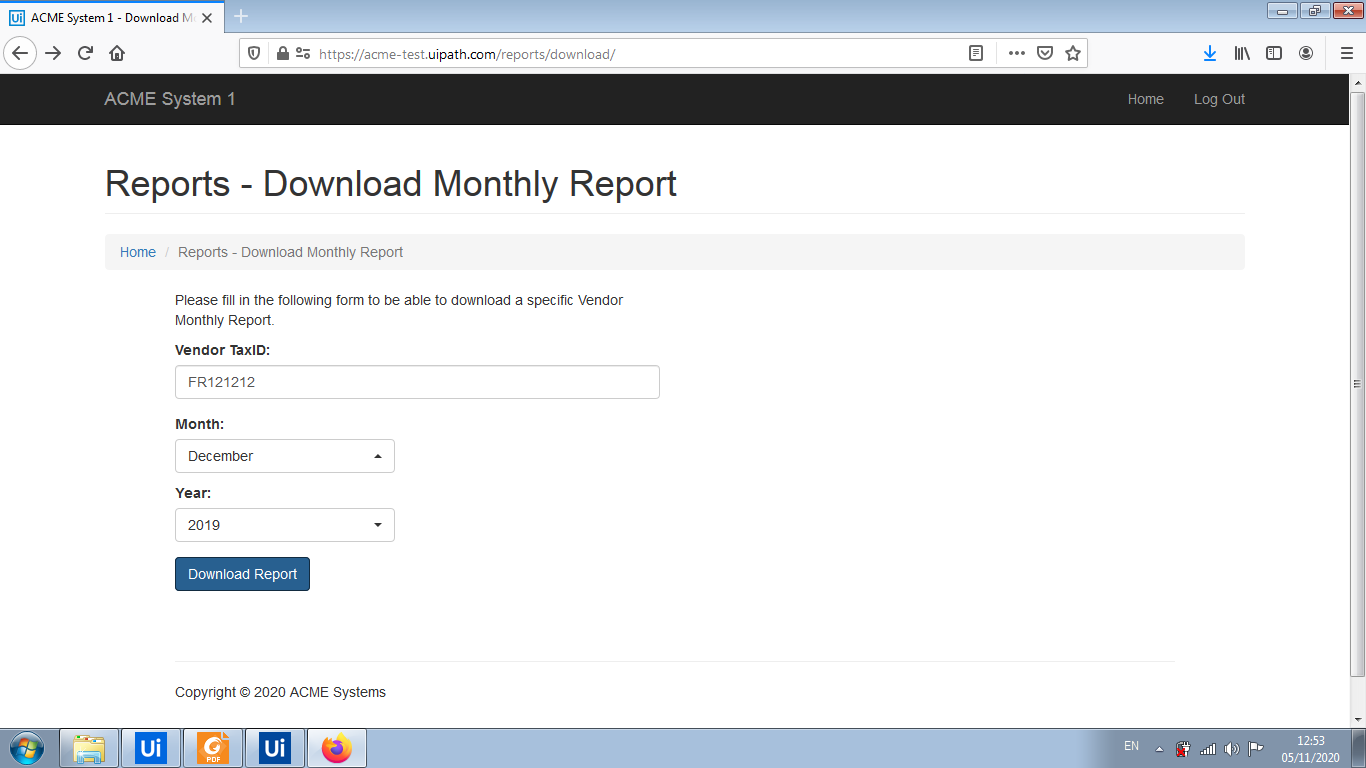 Ui ACME System 1 - Download M
https://acme-test.uipath.com/reports/download/
ACME System 1
Home
Log Out
Reports - Download Monthly Report
Home / Reports - Download Monthly Report
Please fill in the following form to be able to download a specific Vendor
Monthly Report.
Vendor TaxID:
FR121212
Month:
December
Year:
2019
Download Report
Copyright © 2020 ACME Systems
Ui
PDF
Ui
EN
12:53
05/11/2020